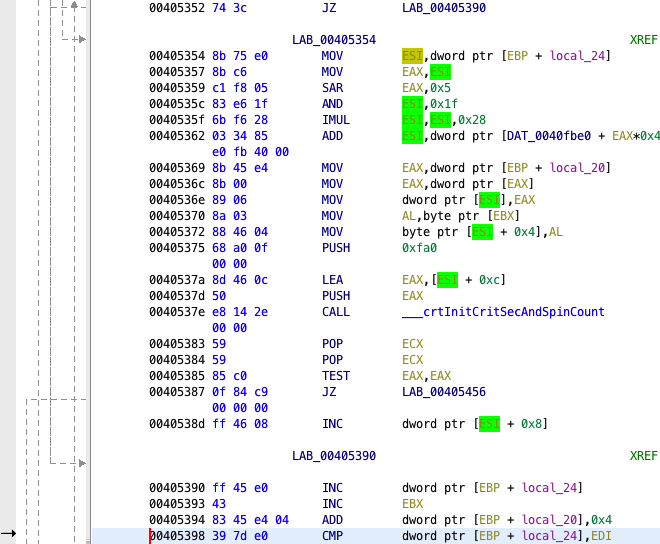 00405352 74 3c JZ LAB_00405390
LAB_00405354 XREF
00405354 8b 75 e0 MOV ESI,dword ptr [EBP + local_24]
00405357 8b c6 MOV EAX,ESI
00405359 c1 f8 05 SAR EAX,0x5
0040535c 83 e6 1f AND ESI,0x1f
0040535f 6b f6 28 IMUL ESI,ESI,0x28
00405362 03 34 85 ADD ESI,dword ptr [DAT_0040fbe0 + EAX*0x4
e0 fb 40 00
00405369 8b 45 e4 MOV EAX,dword ptr [EBP + local_20]
0040536c 8b 00 MOV EAX,dword ptr [EAX]
0040536e 89 06 MOV dword ptr [ESI],EAX
00405370 8a 03 MOV AL,byte ptr [EBX]
00405372 88 46 04 MOV byte ptr [ESI + 0x4],AL
00405375 68 a0 0f PUSH 0xfa0
00 00
0040537a 8d 46 0c LEA EAX,[ESI + 0xc]
0040537d 50 PUSH EAX
0040537e e8 14 2e CALL ___crtInitCritSecAndSpinCount
00 00
00405383 59 POP ECX
00405384 59 POP ECX
00405385 85 c0 TEST EAX,EAX
00405387 0f 84 c9 JZ LAB_00405456
00 00 00
0040538d ff 46 08 INC dword ptr [ESI + 0x8]
LAB_00405390 XREF
00405390 ff 45 e0 INC dword ptr [EBP + local_24]
00405393 43 INC EBX
00405394 83 45 e4 04 ADD dword ptr [EBP + local_20],0x4
00405398 39 7d e0 CMP dword ptr [EBP + local_24],EDI